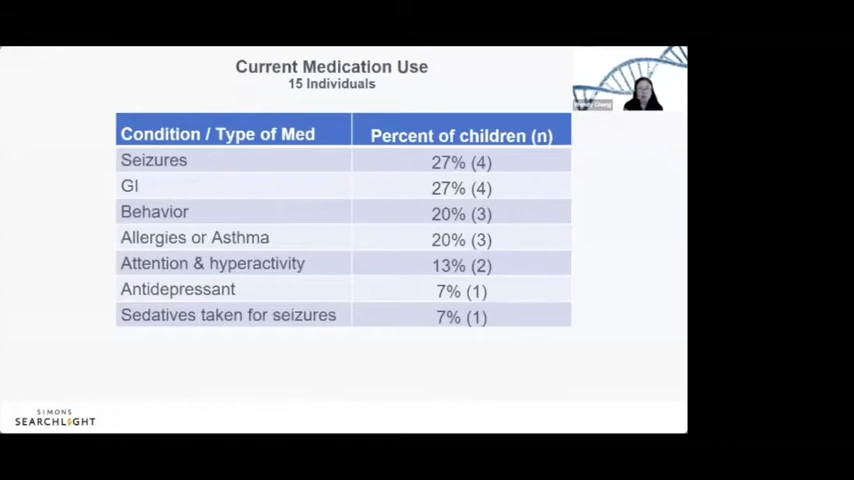 Current Medication Use
15 Individuals
Wendy Chung
Condition / Type of Med Percent of children (n)
Seizures 27% (4)
GI 27% (4)
Behavior 20% (3)
Allergies or Asthma 20% (3)
Attention & hyperactivity 13% (2)
Antidepressant 7% (1)
Sedatives taken for seizures 7% (1)
SIMONS
SEARCHLIGHT